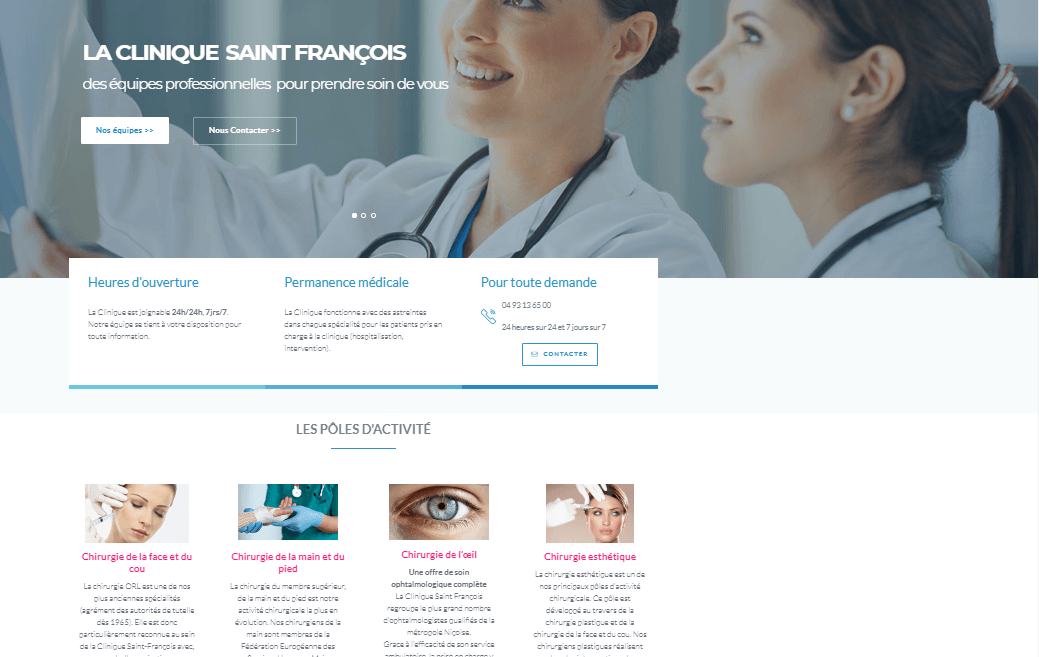 LA CLINIQUE SAINT FRANÇOIS
des équipes professionnelles pour prendre soin de vous
Nos équipes >>
Nous Contacter >>
Heures d'ouverture
La Clinique est joignable 24h/24h, 7jrs/7.
Notre équipe se tient à votre disposition pour
toute information.
Permanence médicale
La Clinique fonctionne avec des astreintes
dans chaque spécialité pour les patients pris en
charge à la clinique (hospitalisation,
intervention).
Pour toute demande
04 93 13 65 00
24 heures sur 24 et 7 jours sur 7
CONTACTER
LES PÔLES D'ACTIVITÉ
Chirurgie de la face et du
cou
La chirurgie ORL est une de nos
plus anciennes spécialités
(agrément des autorités de tutelle
dès 1965). Elle est donc
particulièrement reconnue au sein
de la Clinique Saint-François avec,
Chirurgie de la main et du
pied
La chirurgie du membre supérieur,
de la main et du pied est notre
activité chirurgicale la plus en
évolution. Nos chirurgiens de la
main sont membres de la
Fédération Européenne des
Chirurgie de l'œil
Une offre de soin
ophtalmologique complète
La Clinique Saint François
regroupe le plus grand nombre
d'ophtalmologistes qualifiés de la
métropole Niçoise.
Grace à l'efficacité de son service
ambulatoire, la prise en charge y
Chirurgie esthétique
La chirurgie esthétique est un de
nos principaux pôles d'activité
chirurgicale. Ce pôle est
développé au travers de la
chirurgie plastique et de la
chirurgie de la face et du cou. Nos
chirurgiens plastiques réalisent